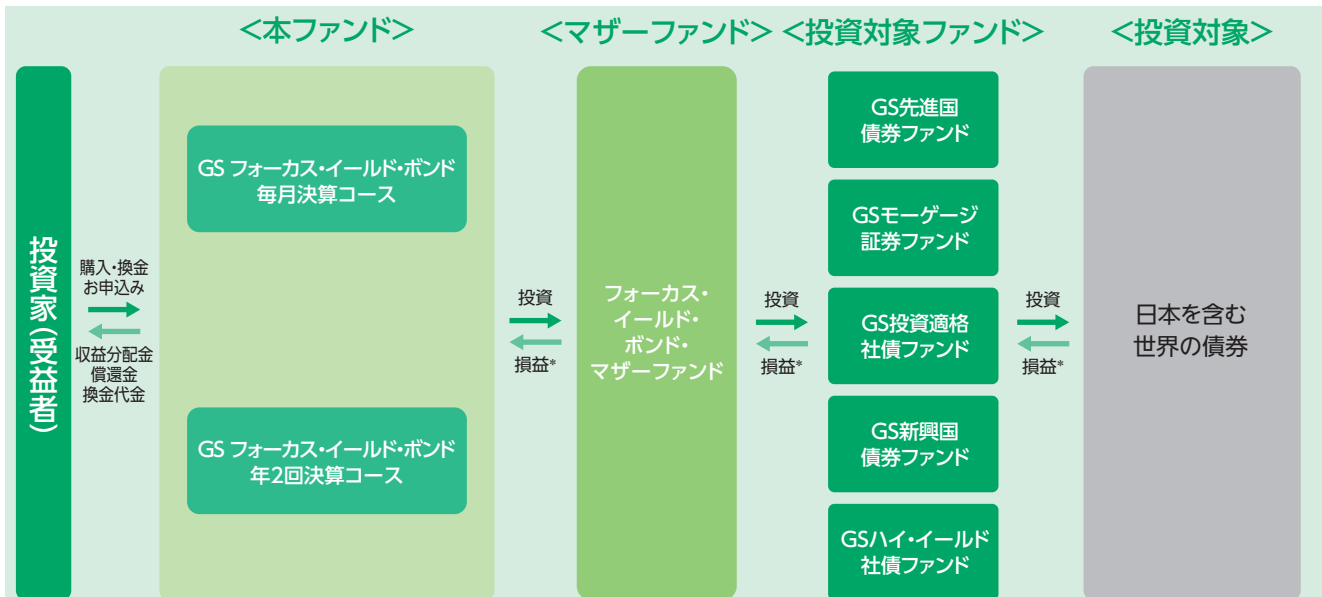 <本ファンド>
<マザーファンド>
<投資対象ファンド>
<投資対象>
投資家(受益者)
購入・換金
お申込み
収益分配金
償還金
換金代金
GS フォーカス・イールド・ボンド
毎月決算コース
GS フォーカス・イールド・ボンド
年2回決算コース
投資
損益*
フォーカス・
イールド・
ボンド・
マザーファンド
投資
損益*
GS先進国
債券ファンド
GSモーゲージ
証券ファンド
GS投資適格
社債ファンド
GS新興国
債券ファンド
GSハイ・イールド
社債ファンド
投資
損益*
日本を含む
世界の債券